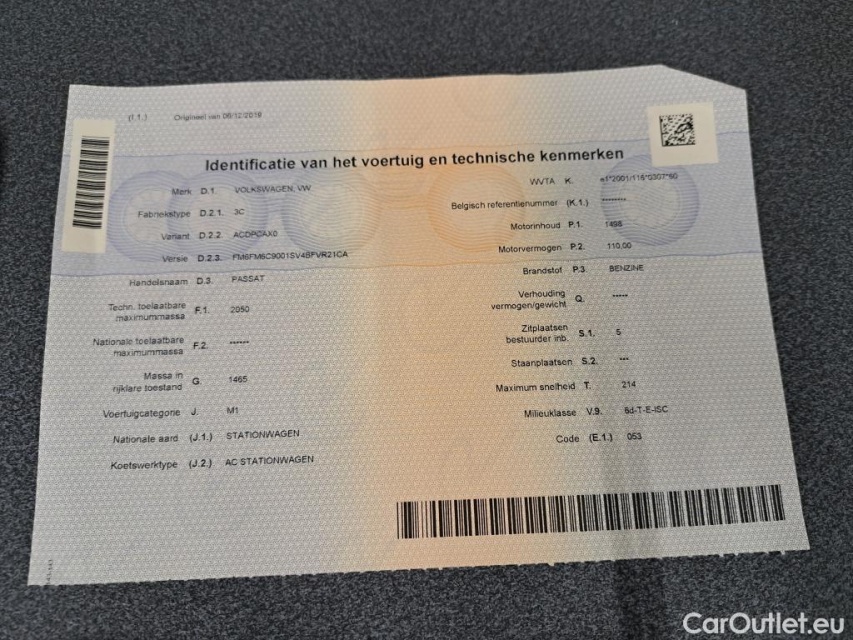 (I.1.) Origineel van 06/12/2019
Identificatie van het voertuig en technische kenmerken
Merk D.1. VOLKSWAGEN, VW
Fabriekstype D.2.1. 3C
Variant D.2.2. ACDPCAX0
Versie D.2.3. FM6FM6C9001SV4BFVR21CA
Handelsnaam D.3. PASSAT
Techn. toelaatbare
maximummassa F.1. 2050
Nationale toelaatbare
maximummassa F.2. ------
Massa in
rijklare toestand G. 1465
Voertuigcategorie J. M1
Nationale aard (J.1.) STATIONWAGEN
Koetswerktype (J.2.) AC STATIONWAGEN
WVTA K. e1*2001/116*0307*60
Belgisch referentienummer (K.1.) --------
Motorinhoud P.1. 1498
Motorvermogen P.2. 110.00
Brandstof P.3 BENZINE
Verhouding
vermogen/gewicht Q. -----
Zitplaatsen
bestuurder inb. S.1. 5
Staanplaatsen S.2. ---
Maximum snelheid T. 214
Milieuklasse V.9. 6d-T-E-ISC
Code (E.1.) 053
CarOutlet.eu